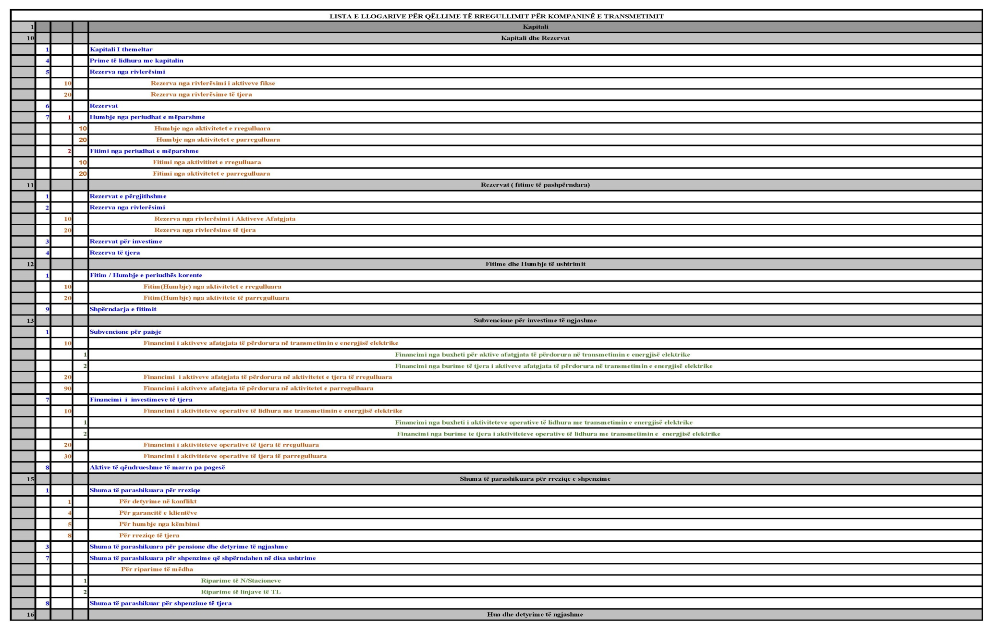 LISTA E LLOGARIVE PËR QËLLIME TË RREGULLIMIT PËR KOMPANINË E TRANSMETIMIT
1 Kapitali
10 Kapitali dhe Rezervat
1 Kapitali I themeltar
4 Prime të lidhura me kapitalin
5 Rezerva nga rivlerësimi
10 Rezerva nga rivlerësimi i aktiveve fikse
20 Rezerva nga rivlerësime të tjera
6 Rezervat
7 1 Humbje nga periudhat e mëparshme
10 Humbje nga aktivitetet e rregulluara
20 Humbje nga aktivitetet e parregulluara
2 Fitimi nga periudhat e mëparshme
10 Fitimi nga aktivititet e rregulluara
20 Fitimi nga aktivitetet e parregulluara
11 Rezervat ( fitime të pashpërndara)
1 Rezervat e përgjithshme
2 Rezerva nga rivlerësimi
10 Rezerva nga rivlerësimi i Aktiveve Afatgjata
20 Rezerva nga rivlerësime të tjera
3 Rezervat për investime
4 Rezerva të tjera
12 Fitime dhe Humbje të ushtrimit
1 Fitim / Humbje e periudhës korente
10 Fitim(Humbje) nga aktivitetet e rregulluara
20 Fitim(Humbje) nga aktivitete të parregulluara
9 Shpërndarja e fitimit
13 Subvencione për investime të ngjashme
1 Subvencione për paisje
10 Financimi i aktiveve afatgjata të përdorura në transmetimin e energjisë elektrike
1 Financimi nga buxheti për aktive afatgjata të përdorura në transmetimin e energjisë elektrike
2 Financimi nga burime të tjera i aktiveve afatgjata të përdorura në transmetimin e energjisë elektrike
20 Financimi i aktiveve afatgjata të përdorura në aktivitetet e tjera të rregulluara
90 Financimi i aktiveve afatgjata të përdorura në aktivitetet e parregulluara
7 Financimi i investimeve të tjera
10 Financimi i aktiviteteve operative të lidhura me transmetimin e energjisë elektrike
1 Financimi nga buxheti i aktiviteteve operative të lidhura me transmetimin e energjisë elektrike
2 Financimi nga burime te tjera i aktiviteteve operative të lidhura me transmetimin e energjisë elektrike
20 Financimi i aktiviteteve operative të tjera të rregulluara
30 Financimi i aktiviteteve operative të tjera të parregulluara
8 Aktive të qëndrueshme të marra pa pagesë
15 Shuma të parashikuara për rreziqe e shpenzime
1 Shuma të parashikuara për rreziqe
1 Për detyrime në konflikt
4 Për garancitë e klientëve
5 Për humbje nga këmbimi
8 Për rreziqe të tjera
3 Shuma të parashikuara për pensione dhe detyrime të ngjashme
7 Shuma të parashikuara për shpenzime që shpërndahen në disa ushtrime
Për riparime të mëdha
1 Riparime të N/Stacioneve
2 Riparime të linjave të TL
8 Shuma të parashikuar për shpenzime të tjera
16 Hua dhe detyrime të ngjashme